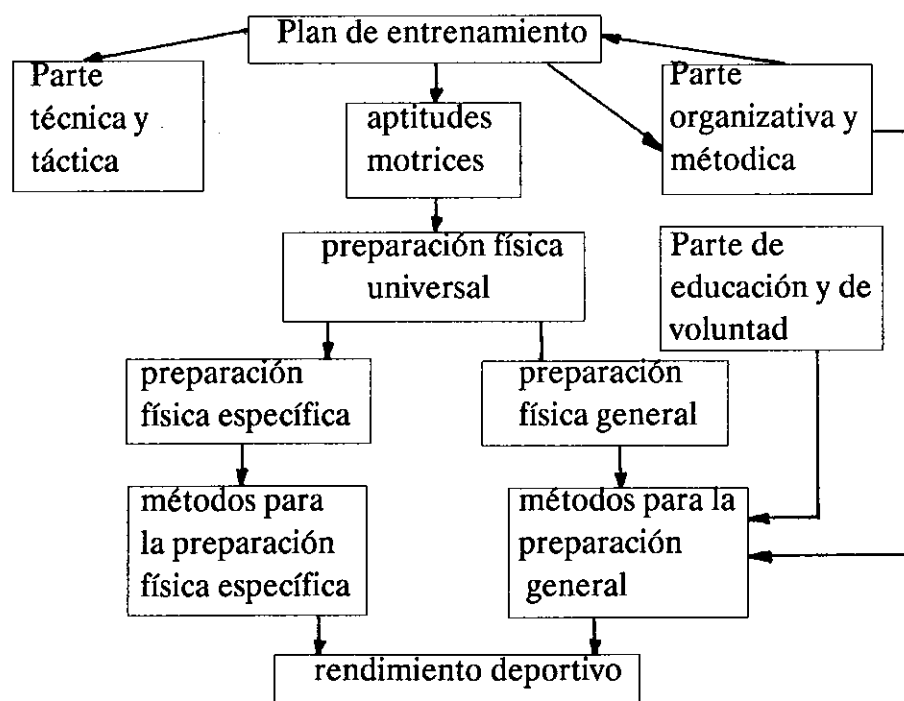 Plan de entrenamiento
Parte
técnica y
táctica
aptitudes
motrices
Parte
organizativa y
métodica
preparación física
universal
Parte de
educación y de
voluntad
preparación
física específica
preparación
física general
métodos para
la preparación
física específica
métodos para la
preparación
general
rendimiento deportivo